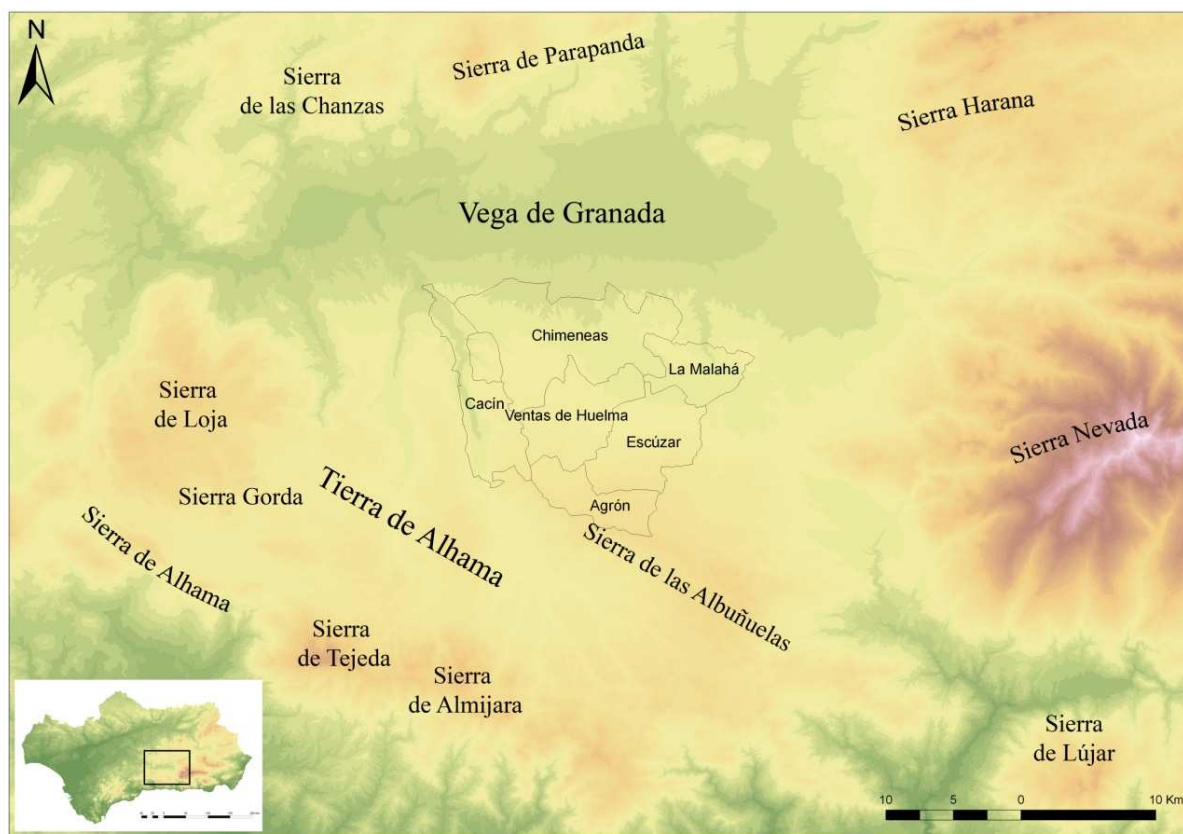 N
Sierra de Parapanda
Sierra
de las Chanzas
Sierra Harana
Vega de Granada
Chimeneas
La Malahá
Sierra
de Loja
Cacín
Ventas de Huelma
Escúzar
Sierra Nevada
Sierra Gorda
Tierra de Alhama
Agrón
Sierra de Alhama
Sierra de las Albuñuelas
Sierra
de Tejeda
Sierra
de Almijara
Sierra
de Lújar
10 5 0 10 Km